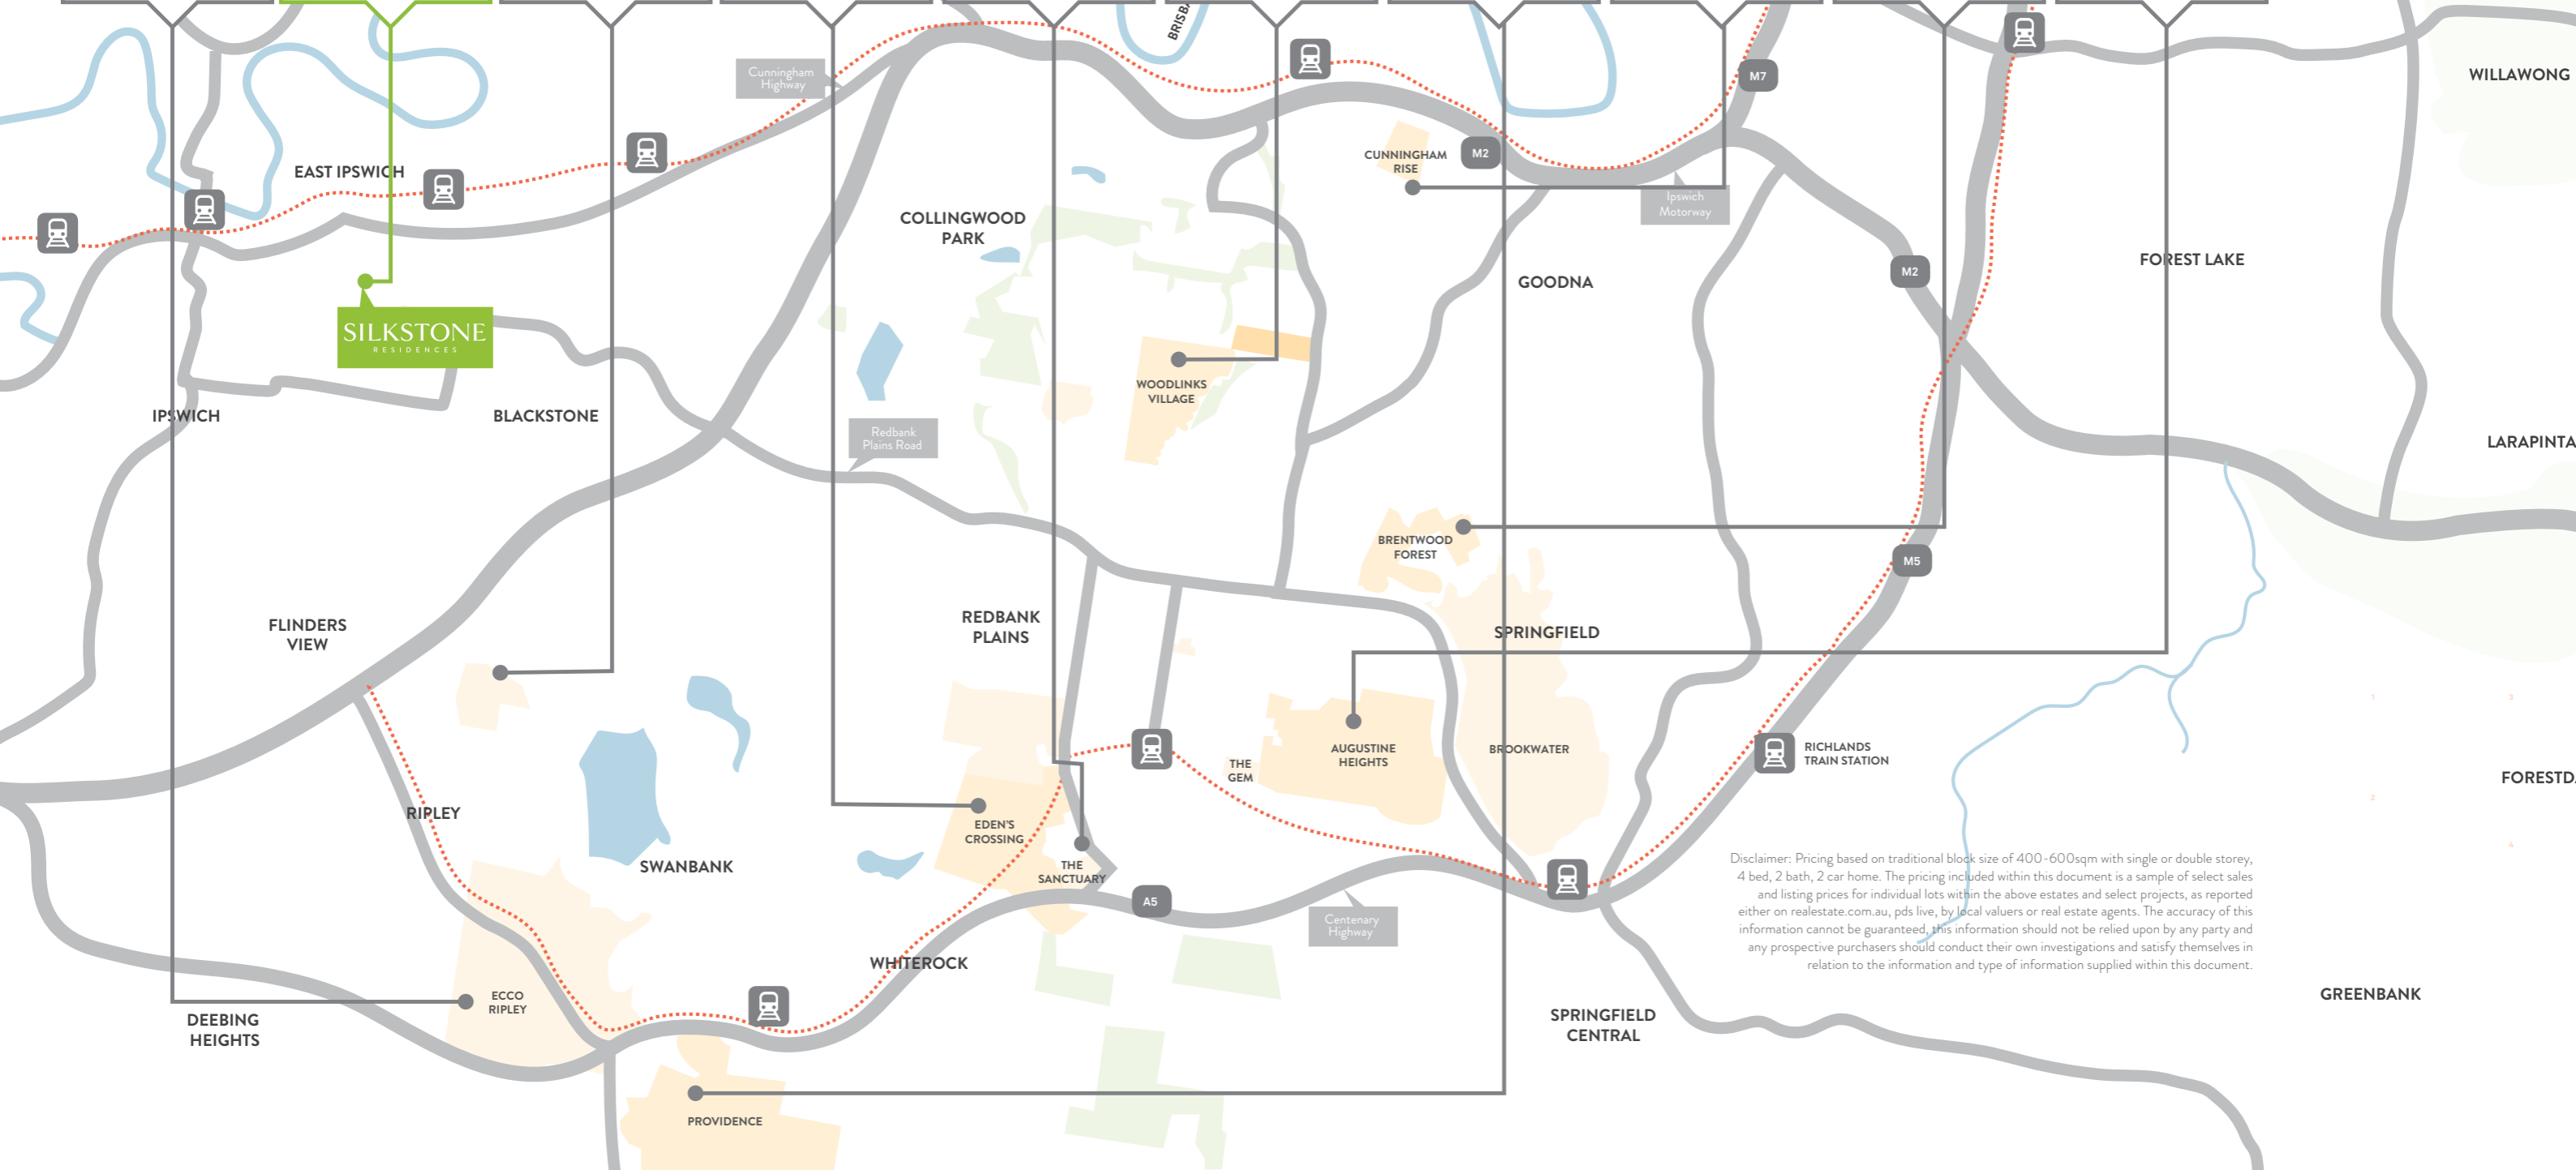 BRISBA
WILLAWONG
Cunningham
Highway
M7
EAST IPSWICH
M2
CUNNINGHAM
RISE
Ipswich
Motorway
COLLINGWOOD
PARK
FOREST LAKE
M2
GOODNA
SILKSTONE
RESIDENCES
WOODLINKS
VILLAGE
IPSWICH
BLACKSTONE
Redbank
Plains Road
LARAPINTA
BRENTWOOD
FOREST
M5
FLINDERS
VIEW
REDBANK
PLAINS
SPRINGFIELD
1
3
AUGUSTINE
HEIGHTS
BROOKWATER
RICHLANDS
TRAIN STATION
THE
GEM
FORESTD
2
RIPLEY
EDEN'S
CROSSING
4
SWANBANK
THE
SANCTUARY
A5
Centenary
Highway
Disclaimer: Pricing based on traditional block size of 400-600sqm with single or double storey,
4 bed, 2 bath, 2 car home. The pricing included within this document is a sample of select sales
and listing prices for individual lots within the above estates and select projects, as reported
either on realestate.com.au, pds live, by local valuers or real estate agents. The accuracy of this
information cannot be guaranteed, this information should not be relied upon by any party and
any prospective purchasers should conduct their own investigations and satisfy themselves in
relation to the information and type of information supplied within this document.
WHITEROCK
ECCO
RIPLEY
GREENBANK
DEEBING
HEIGHTS
SPRINGFIELD
CENTRAL
PROVIDENCE